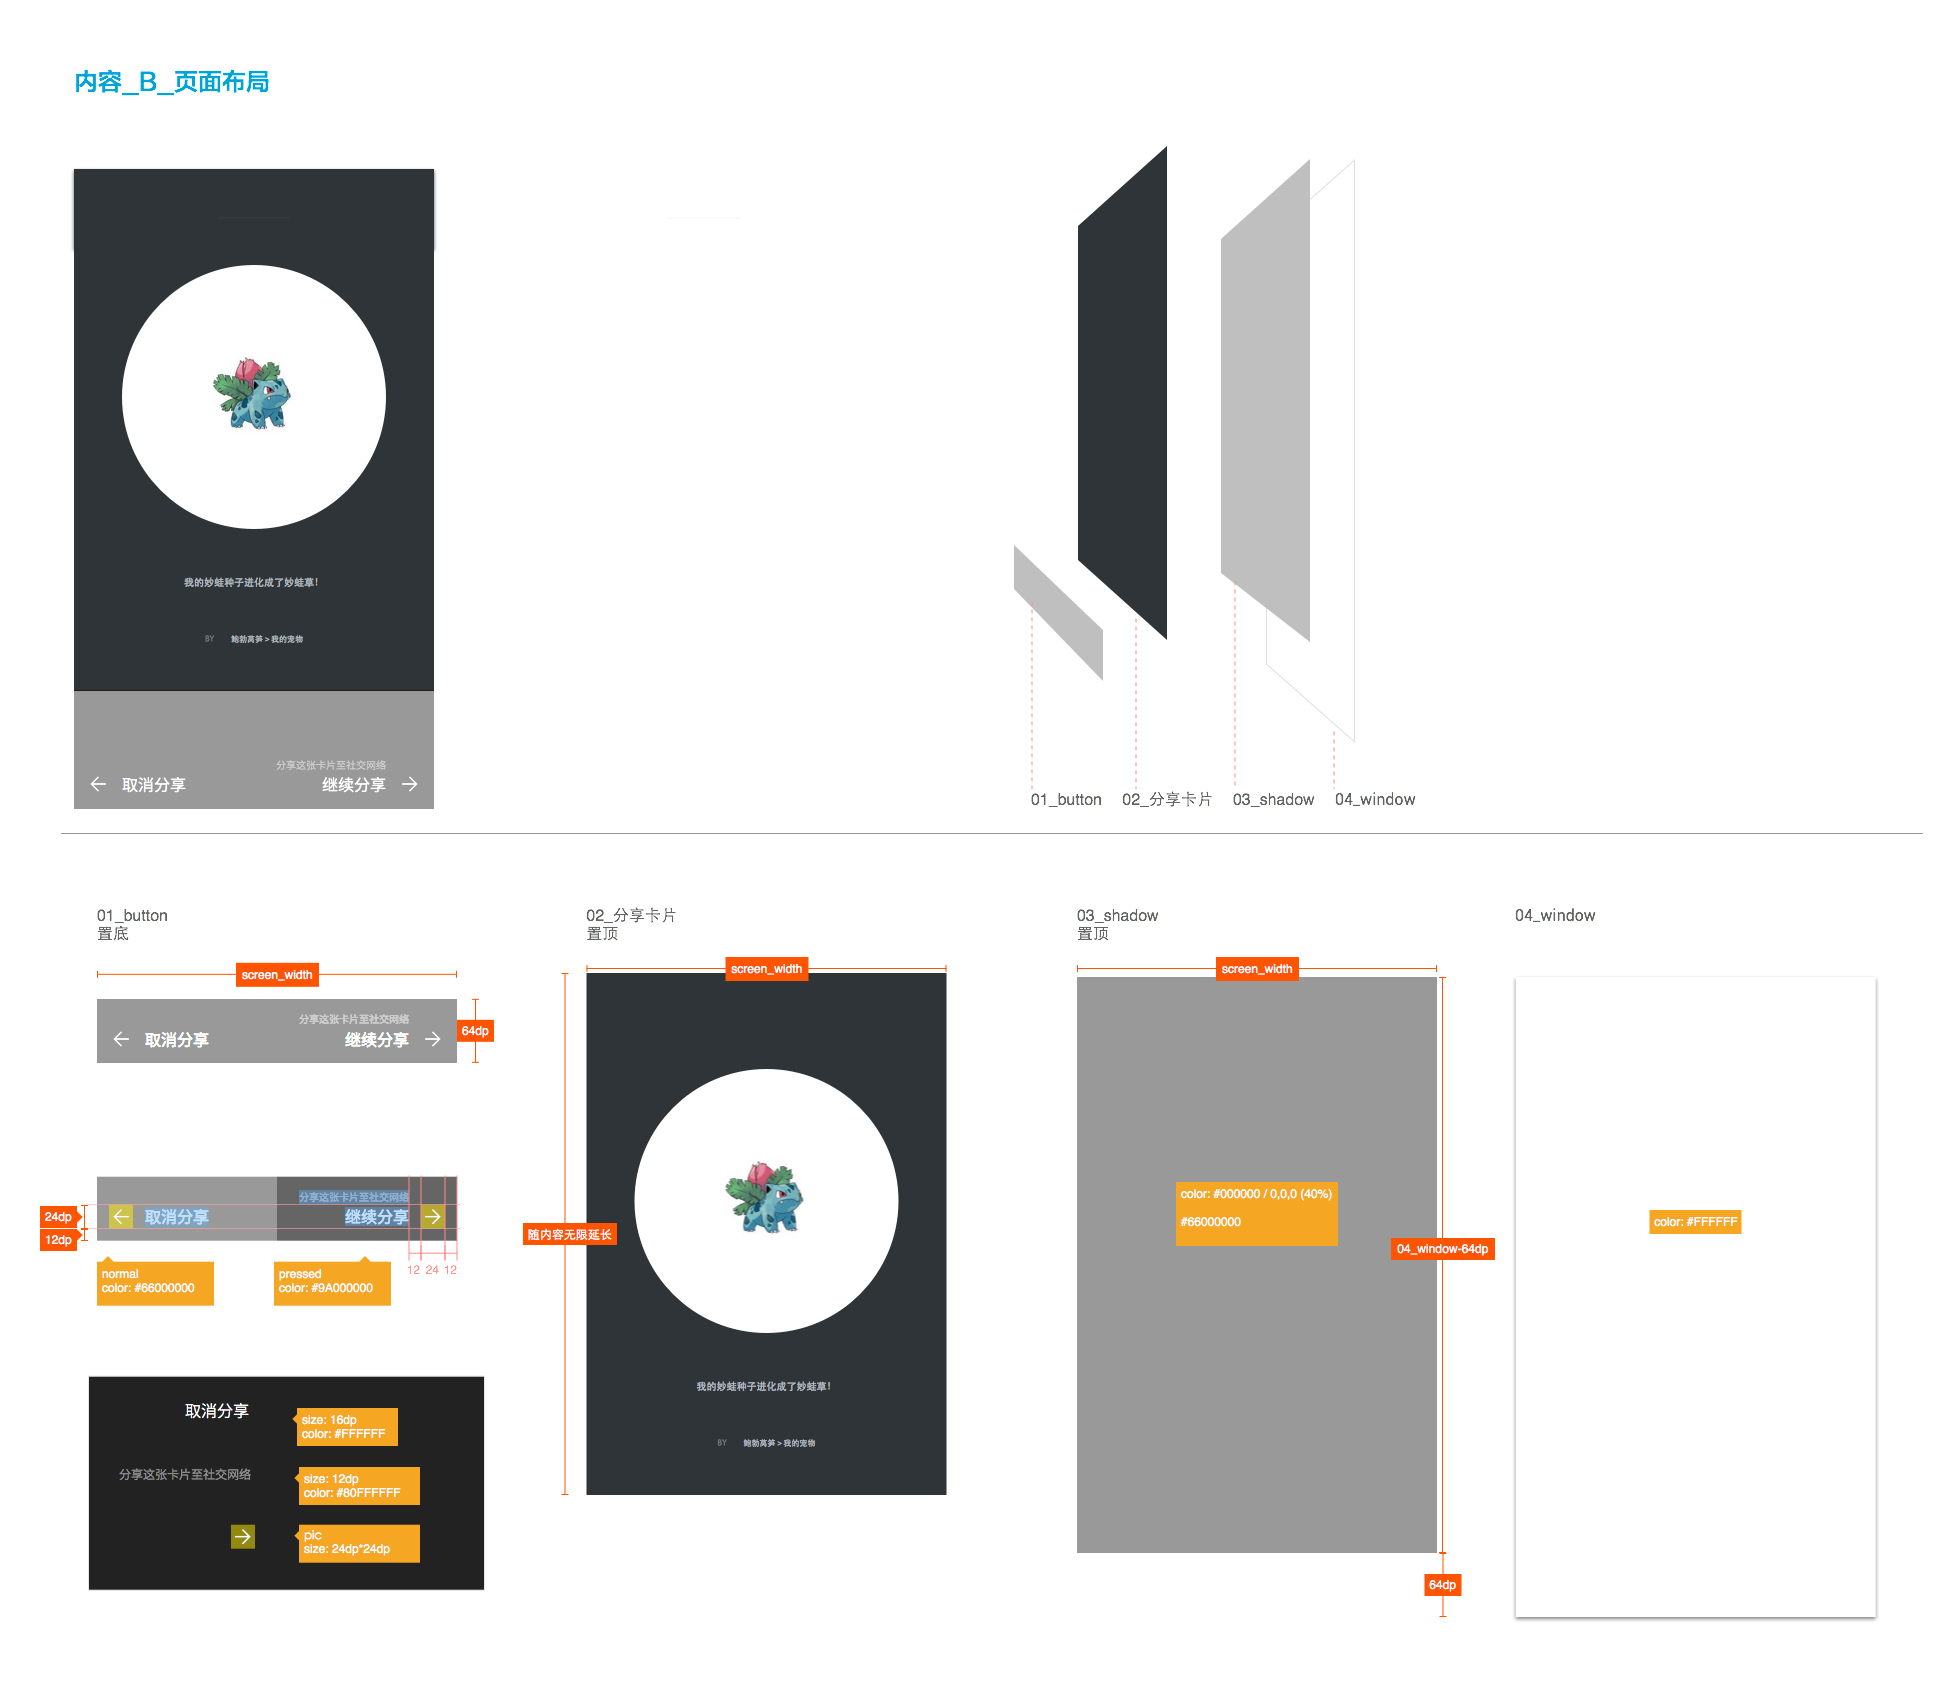 内容_B_页面布局
我的妙蛙种子进化成了妙蛙草!
BY 鲍勃莴笋>我的宠物
分享这张卡片至社交网络
取消分享
继续分享
01_button
02_分享卡片
03_shadow
04_window
01_button
置底
screen_width
分享这张卡片至社交网络
取消分享
继续分享
64dp
分享这张卡片至社交网络
取消分享
继续分享
24dp
12dp
12 24 12
normal
color: #66000000
pressed
color: #9A000000
取消分享
size: 16dp
color: #FFFFFF
分享这张卡片至社交网络
size: 12dp
color: #80FFFFFF
pic
size: 24dp*24dp
02_分享卡片
置顶
screen_width
随内容无限延长
我的妙蛙种子进化成了妙蛙草!
BY 鲍勃莴笋>我的宠物
03_shadow
置顶
screen_width
color: #000000 / 0,0,0 (40%)
#66000000
04_window-64dp
64dp
04_window
color: #FFFFFF